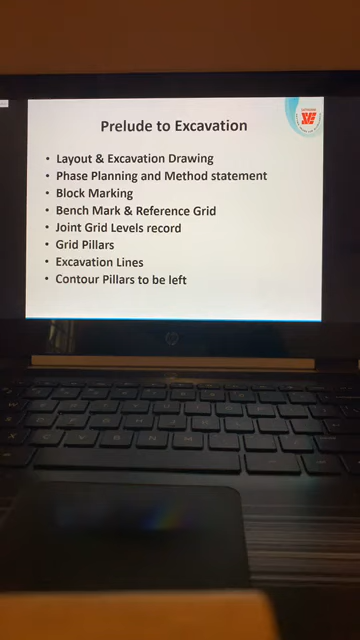 Prelude to Excavation
• Layout & Excavation Drawing
• Phase Planning and Method statement
• Block Marking
• Bench Mark & Reference Grid
• Joint Grid Levels record
• Grid Pillars
• Excavation Lines
• Contour Pillars to be left
hp